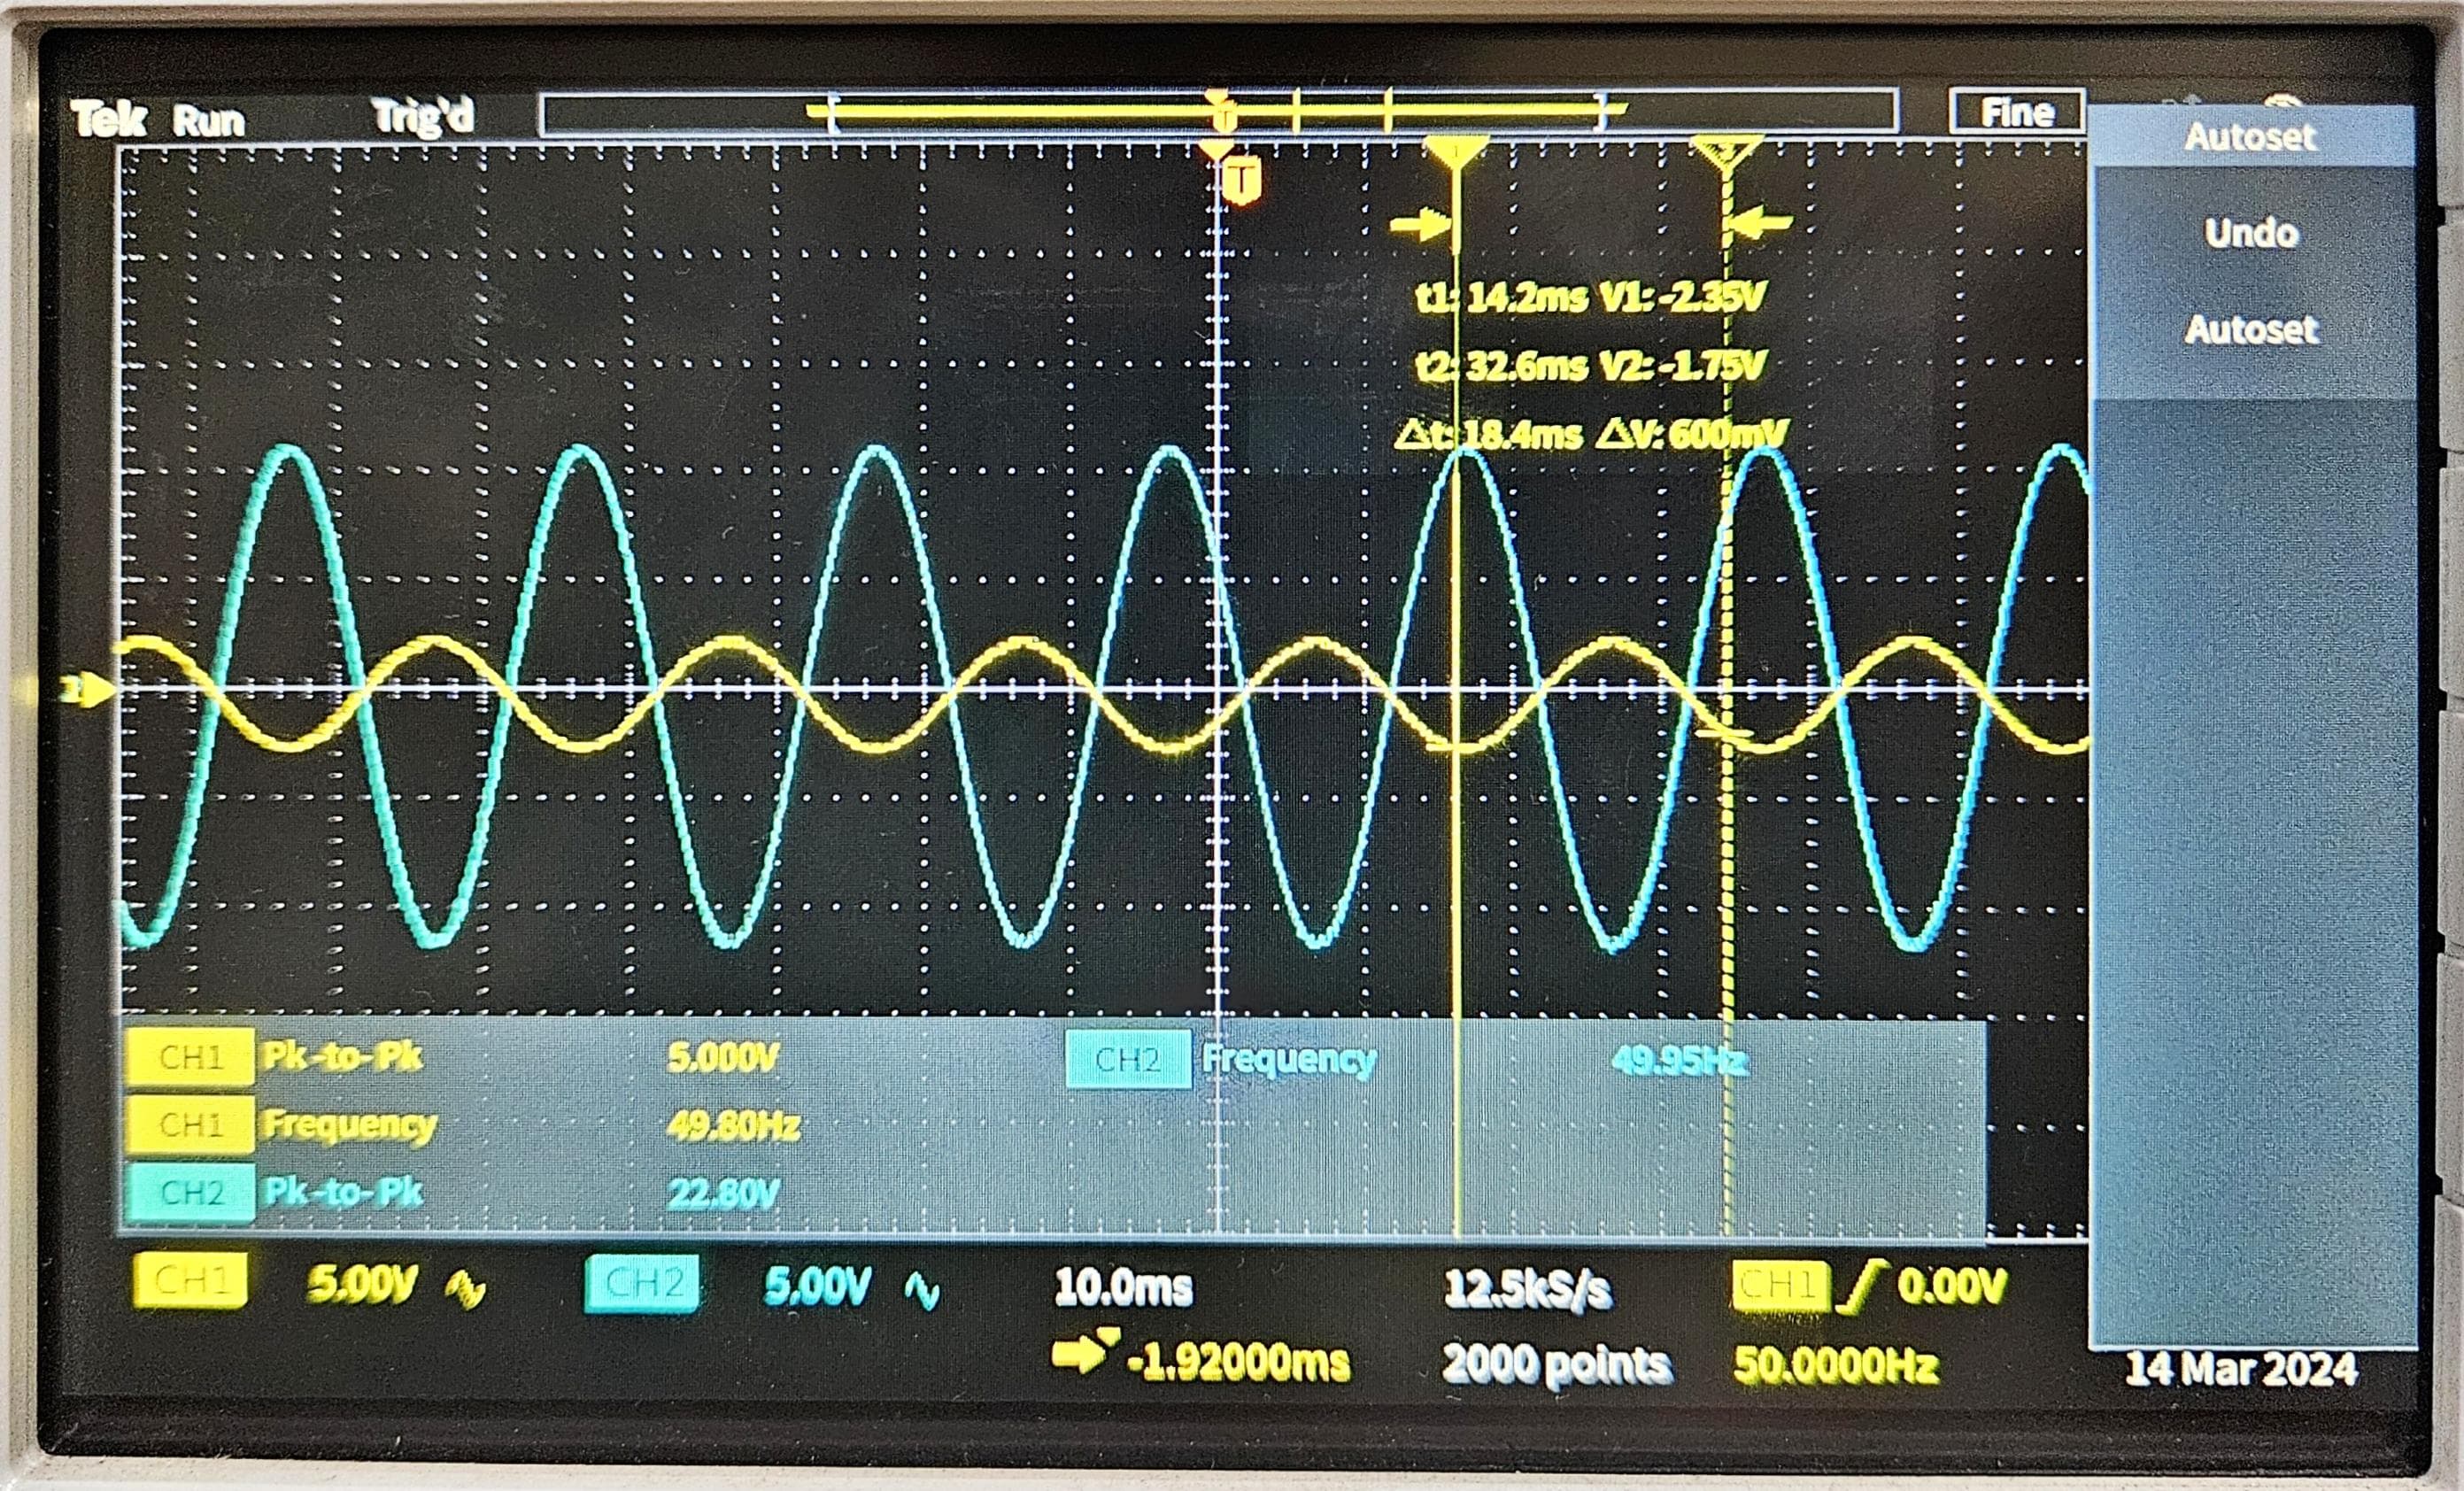 Tek Run Trig'd Fine
T
T
1 2
Autoset
Undo
Autoset
t1: 14.2ms V1: -2.35V
t2: 32.6ms V2: -1.75V
△t: 18.4ms △V: 600mV
CH1 Pk-to-Pk 5.000V CH2 Frequency 49.95Hz
CH1 Frequency 49.80Hz
CH2 Pk-to-Pk 22.80V
CH1 5.00V CH2 5.00V 10.0ms 12.5kS/s CH1 0.00V
-1.92000ms 2000 points 50.0000Hz
14 Mar 2024